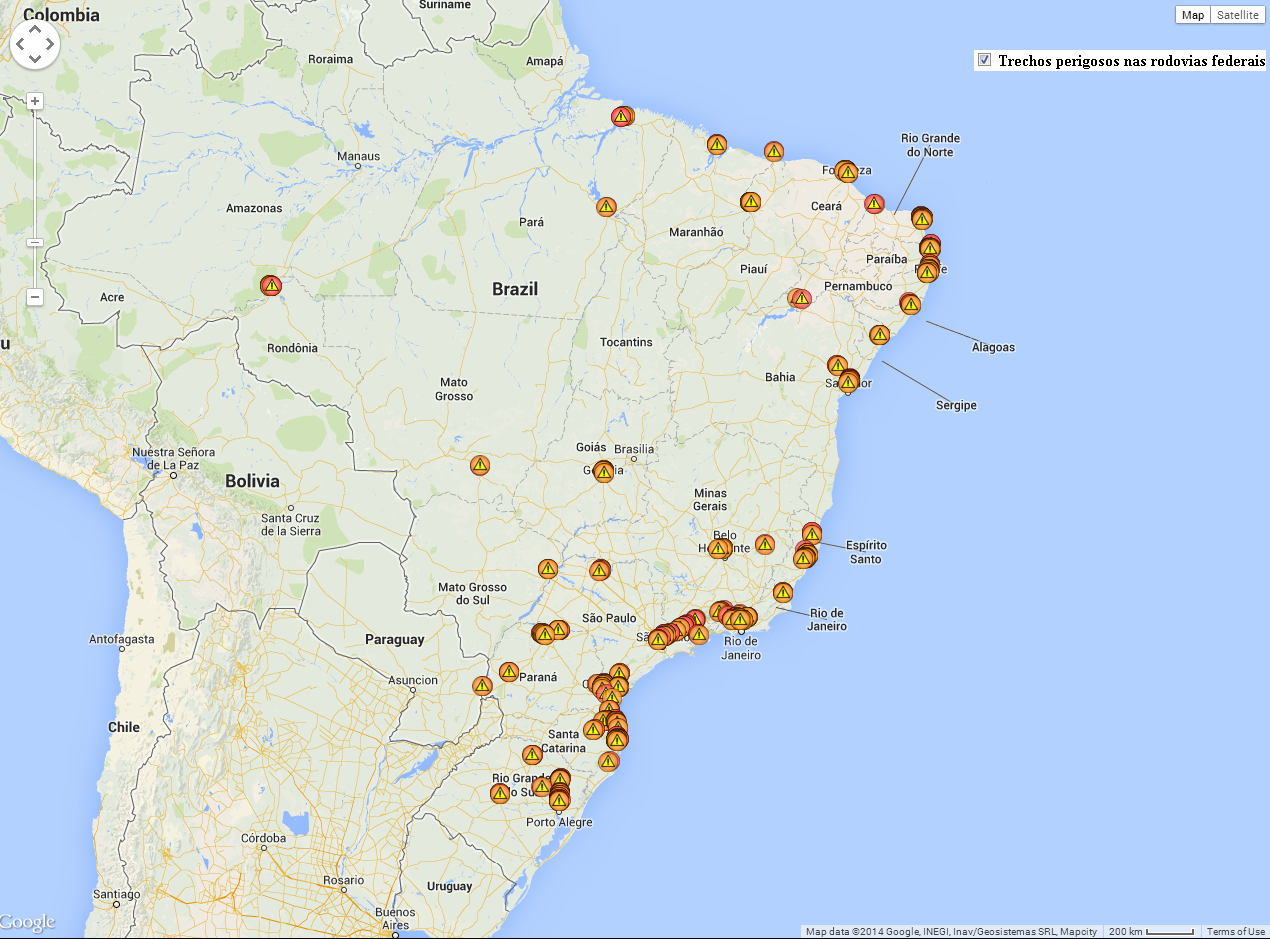 Colombia
Suriname
Map
Satellite
Roraima
Amapá
Trechos perigosos nas rodovias federais
Rio Grande
do Norte
Manaus
Amazonas
Pará
Ceará
Maranhão
Paraíba
Piauí
Pernambuco
Brazil
Acre
Rondônia
Tocantins
Alagoas
Mato
Grosso
Bahia
Sergipe
Goiás
Brasilia
Nuestra Señora
de La Paz
Bolivia
Santa Cruz
de la Sierra
Minas
Gerais
Belo
Espírito
Santo
Mato Grosso
do Sul
São Paulo
Rio de
Janeiro
Antofagasta
Paraguay
Rio de
Janeiro
Paraná
Asuncion
Chile
Santa
Catarina
Rio Grande
Porto Alegre
Córdoba
Rosario
Uruguay
Santiago
Buenos
Aires
Google
Map data ©2014 Google, INEGI, Inav/Geosistemas SRL, Mapcity
200 km
Terms of Use